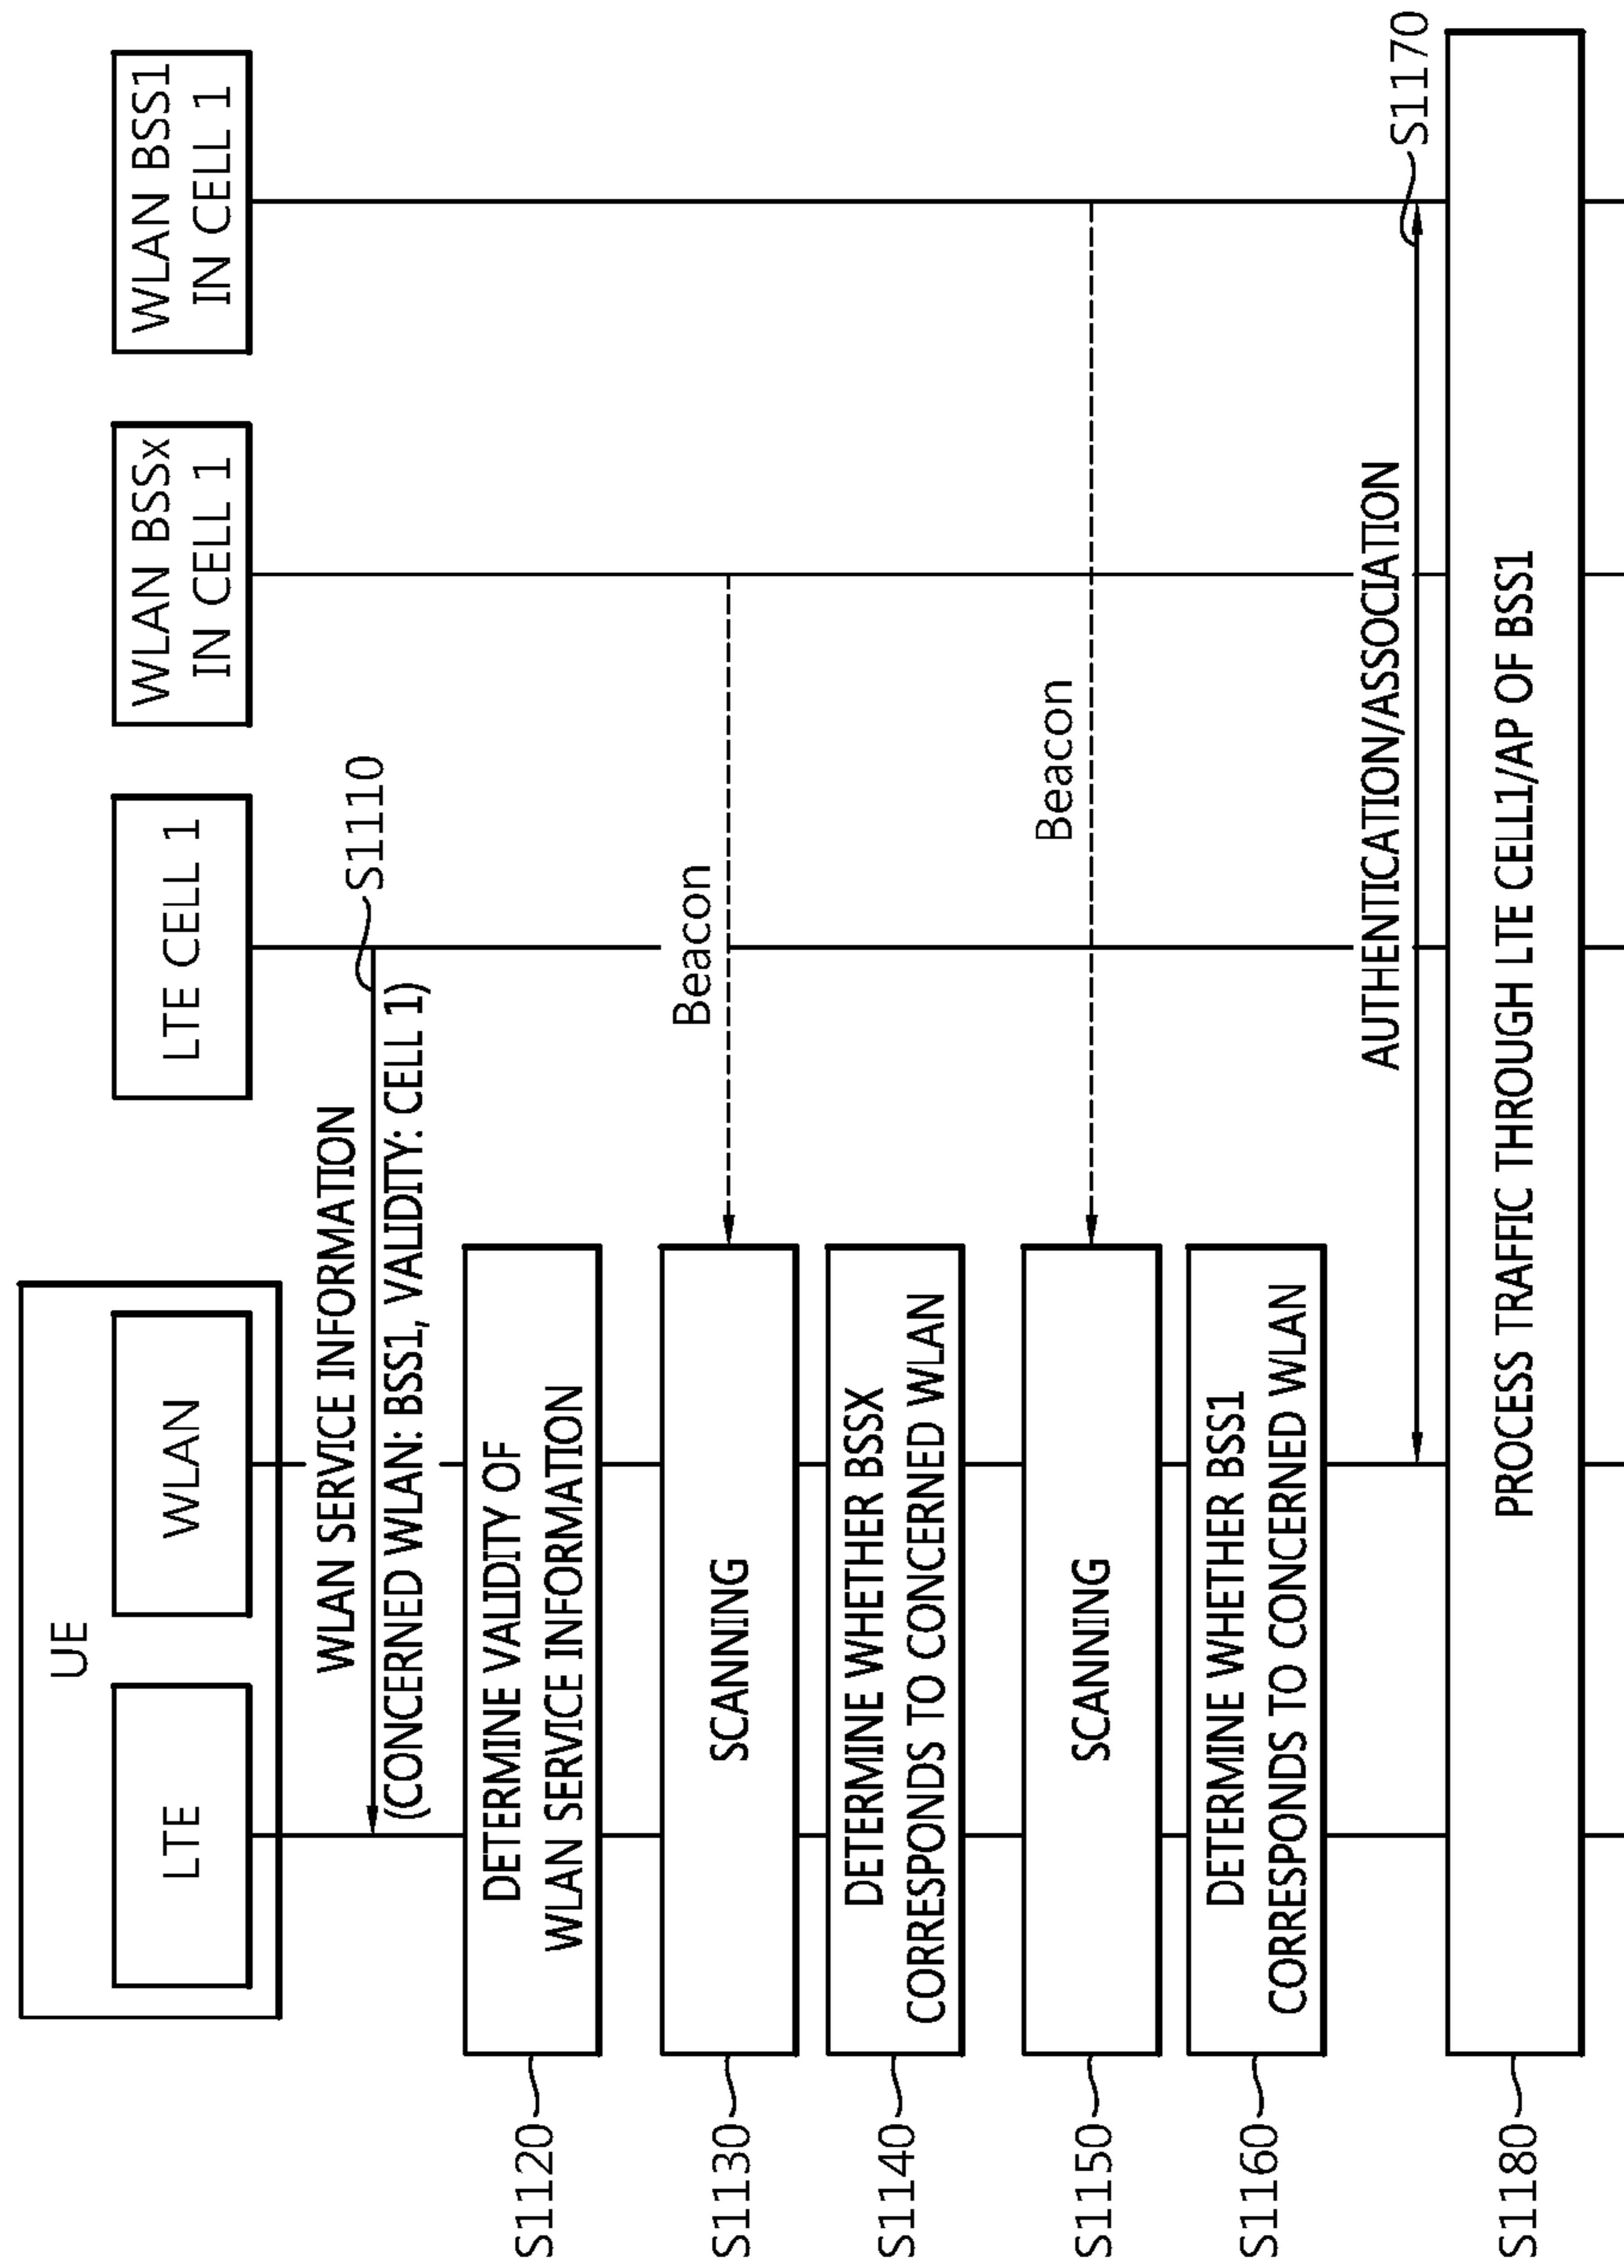 UE
LTE
WLAN
LTE CELL 1
WLAN BSSx
IN CELL 1
WLAN BSS1
IN CELL 1
WLAN SERVICE INFORMATION
S1110
(CONCERNED WLAN: BSS1, VALIDITY: CELL 1)
S1120
DETERMINE VALIDITY OF
WLAN SERVICE INFORMATION
Beacon
S1130
SCANNING
S1140
DETERMINE WHETHER BSSX
CORRESPONDS TO CONCERNED WLAN
Beacon
S1150
SCANNING
S1160
DETERMINE WHETHER BSS1
CORRESPONDS TO CONCERNED WLAN
AUTHENTICATION/ASSOCIATION
S1170
S1180
PROCESS TRAFFIC THROUGH LTE CELL1/AP OF BSS1